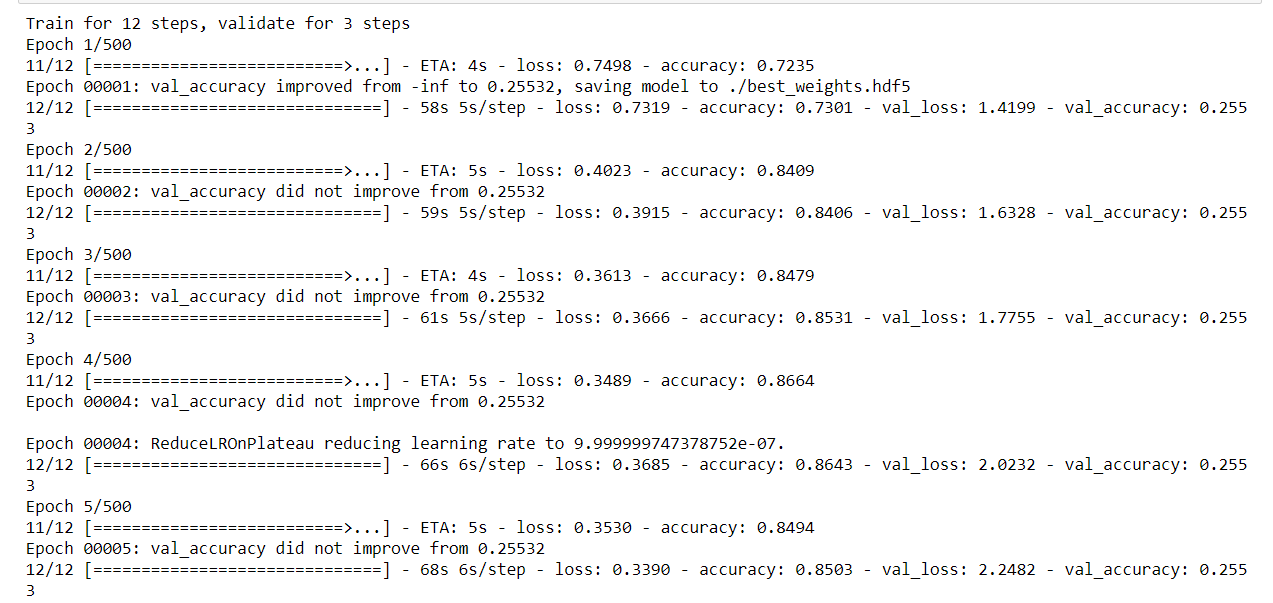 Train for 12 steps, validate for 3 steps
Epoch 1/500
11/12 [==========================>...] - ETA: 4s - loss: 0.7498 - accuracy: 0.7235
Epoch 00001: val_accuracy improved from -inf to 0.25532, saving model to ./best_weights.hdf5
12/12 [==============================] - 58s 5s/step - loss: 0.7319 - accuracy: 0.7301 - val_loss: 1.4199 - val_accuracy: 0.255
3
Epoch 2/500
11/12 [==========================>...] - ETA: 5s - loss: 0.4023 - accuracy: 0.8409
Epoch 00002: val_accuracy did not improve from 0.25532
12/12 [==============================] - 59s 5s/step - loss: 0.3915 - accuracy: 0.8406 - val_loss: 1.6328 - val_accuracy: 0.255
3
Epoch 3/500
11/12 [==========================>...] - ETA: 4s - loss: 0.3613 - accuracy: 0.8479
Epoch 00003: val_accuracy did not improve from 0.25532
12/12 [==============================] - 61s 5s/step - loss: 0.3666 - accuracy: 0.8531 - val_loss: 1.7755 - val_accuracy: 0.255
3
Epoch 4/500
11/12 [==========================>...] - ETA: 5s - loss: 0.3489 - accuracy: 0.8664
Epoch 00004: val_accuracy did not improve from 0.25532
Epoch 00004: ReduceLROnPlateau reducing learning rate to 9.999999747378752e-07.
12/12 [==============================] - 66s 6s/step - loss: 0.3685 - accuracy: 0.8643 - val_loss: 2.0232 - val_accuracy: 0.255
3
Epoch 5/500
11/12 [==========================>...] - ETA: 5s - loss: 0.3530 - accuracy: 0.8494
Epoch 00005: val_accuracy did not improve from 0.25532
12/12 [==============================] - 68s 6s/step - loss: 0.3390 - accuracy: 0.8503 - val_loss: 2.2482 - val_accuracy: 0.255
3